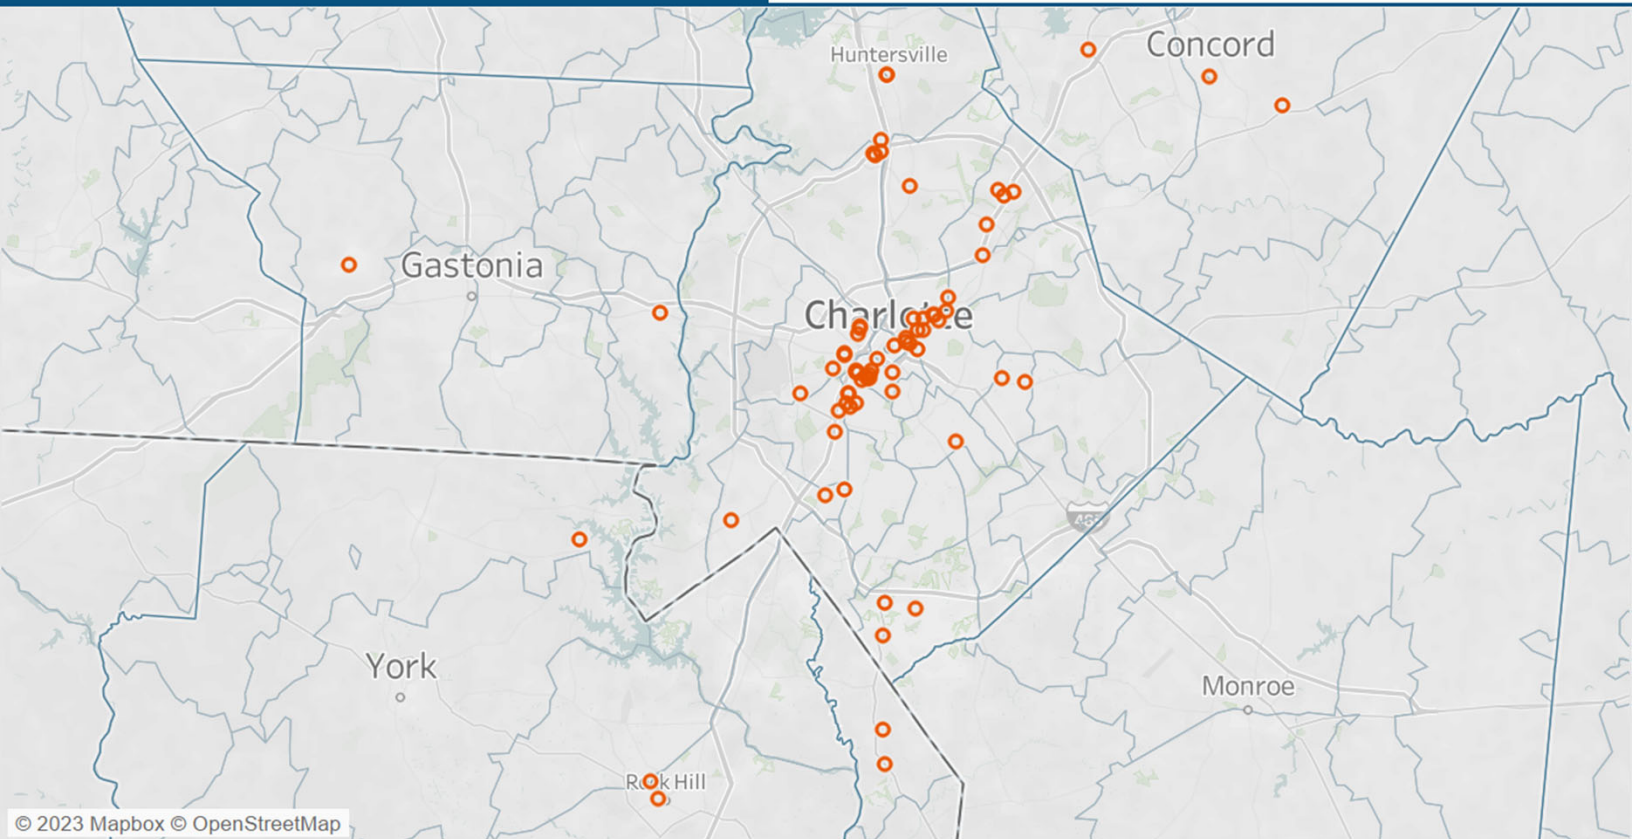 Huntersville
Concord
Gastonia
Charlotte
485
York
Monroe
Rock Hill
© 2023 Mapbox © OpenStreetMap